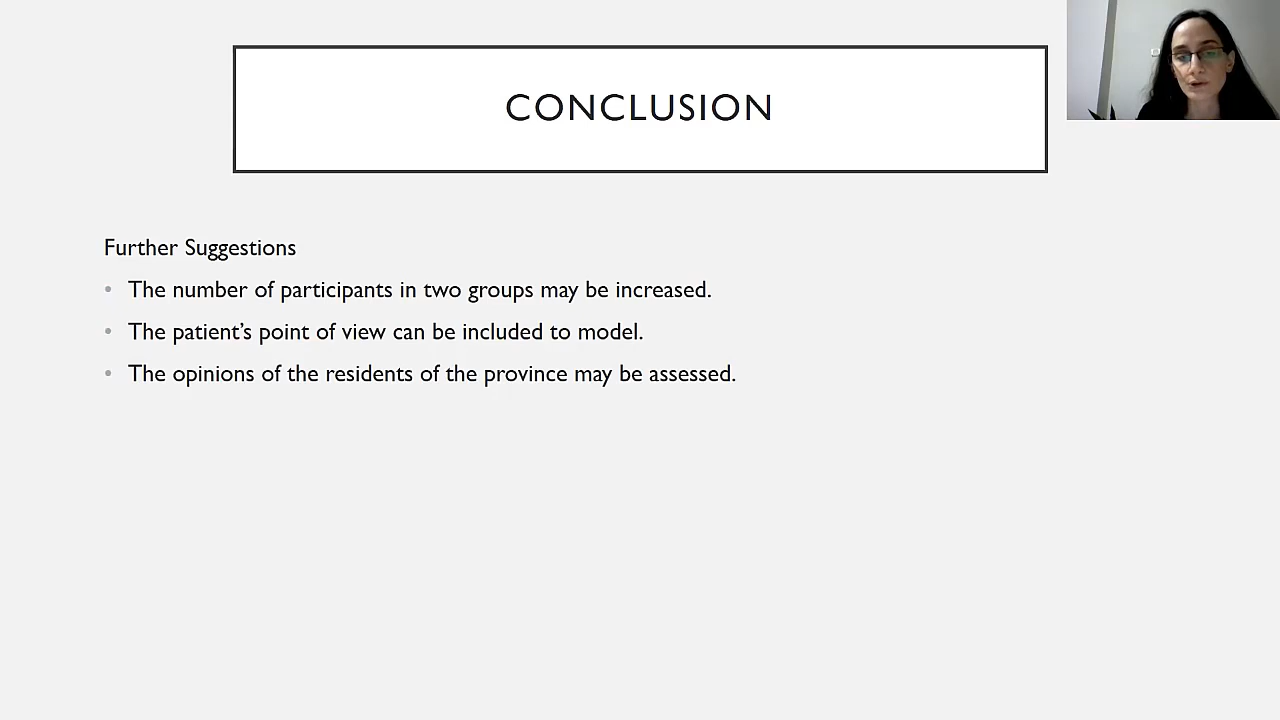 CONCLUSION
Further Suggestions
• The number of participants in two groups may be increased.
• The patient's point of view can be included to model.
• The opinions of the residents of the province may be assessed.